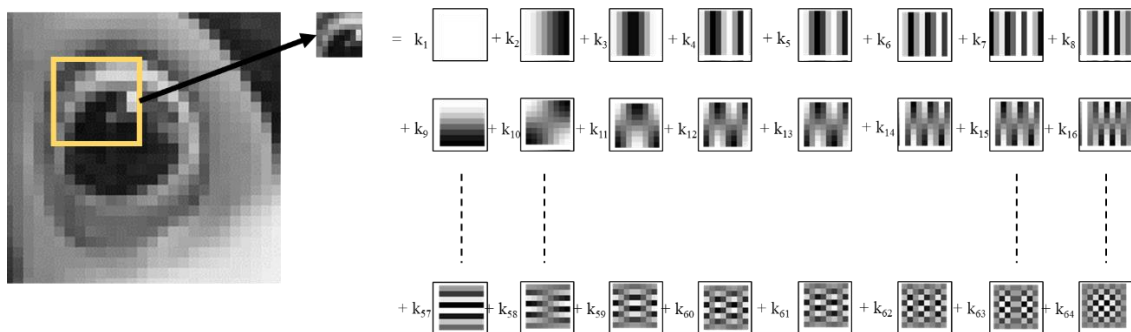 = k₁ + k₂ + k₃ + k₄ + k₅ + k₆ + k₇ + k₈
+ k₉ + k₁₀ + k₁₁ + k₁₂ + k₁₃ + k₁₄ + k₁₅ + k₁₆
+ k₅₇ + k₅₈ + k₅₉ + k₆₀ + k₆₁ + k₆₂ + k₆₃ + k₆₄